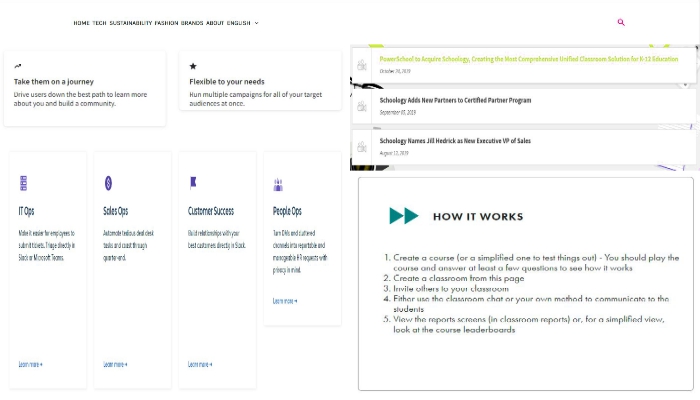 HOME TECH SUSTAINABILITY FASHION BRANDS ABOUT ENGLISH
Take them on a journey
Drive users down the best path to learn more
about you and build a community.
Flexible to your needs
Run multiple campaigns for all of your target
audiences at once.
IT Ops
Make it easier for employees to
submit tickets. Triage directly in
Slack or Microsoft Teams.
Learn more →
Sales Ops
Automate tedious deal desk
tasks and coast through
quarter-end.
Learn more →
Customer Success
Build relationships with your
best customers directly in Slack.
Learn more →
People Ops
Turn DMs and cluttered
channels into reportable and
manageable HR requests with
privacy in mind.
Learn more →
PowerSchool to Acquire Schoology, Creating the Most Comprehensive Unified Classroom Solution for K-12 Education
October 2019
Schoology Adds New Partners to Certified Partner Program
September 05, 2019
Schoology Names Jill Hedrick as New Executive VP of Sales
August 2019
HOW IT WORKS
1. Create a course (or a simplified one to test things out) - You should play the
course and answer at least a few questions to see how it works
2. Create a classroom from this page
3. Invite others to your classroom
4. Either use the classroom chat or your own method to communicate to the
students
5. View the reports screens (in classroom reports) or, for a simplified view,
look at the course leaderboards